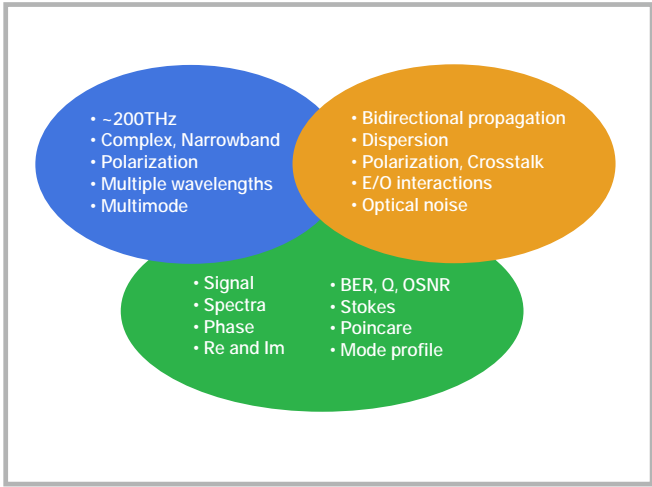 • ~200THz
• Complex, Narrowband
• Polarization
• Multiple wavelengths
• Multimode
• Bidirectional propagation
• Dispersion
• Polarization, Crosstalk
• E/O interactions
• Optical noise
• Signal
• Spectra
• Phase
• Re and Im
• BER, Q, OSNR
• Stokes
• Poincare
• Mode profile